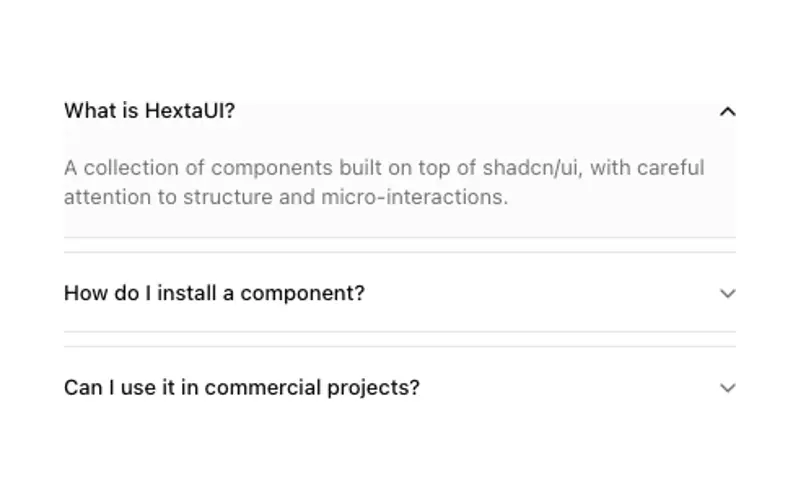 What is HextaUI?
A collection of components built on top of shadcn/ui, with careful
attention to structure and micro-interactions.
How do I install a component?
Can I use it in commercial projects?